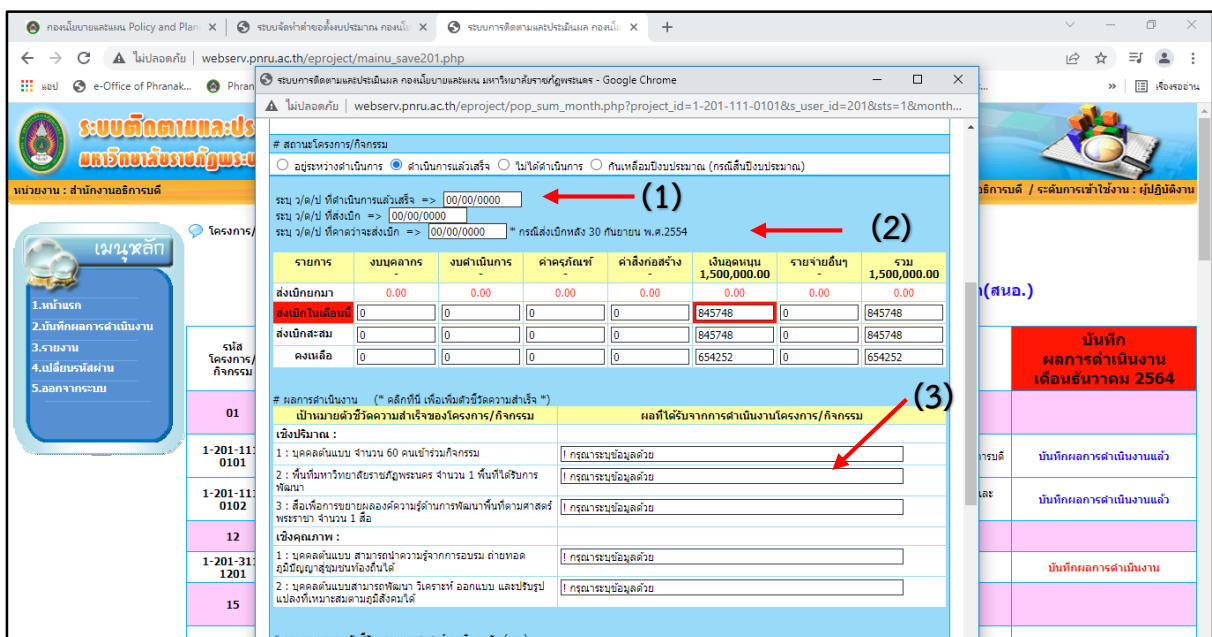 กองนโยบายและแผน Policy and Plan
ระบบจัดทำคำขอตั้งงบประมาณ กองนโย
ระบบการติดตามและประเมินผล กองนโย
ไม่ปลอดภัย | webserv.pnru.ac.th/eproject/mainu_save201.php
แอป
e-Office of Phranak...
Phran
»
เรื่องรออ่าน
ระบบการติดตามและประเมินผล กองนโยบายและแผน มหาวิทยาลัยราชภัฏพระนคร - Google Chrome
ไม่ปลอดภัย | webserv.pnru.ac.th/eproject/pop_sum_month.php?project_id=1-201-111-0101&s_user_id=201&sts=1&month...
ระบบติดตามและประ
มหาวิทยาลัยราชภัฏพระน
หน่วยงาน : สำนักงานอธิการบดี
อธิการบดี / ระดับการเข้าใช้งาน : ผู้ปฏิบัติงาน
# สถานะโครงการ/กิจกรรม
อยู่ระหว่างดำเนินการ ดำเนินการแล้วเสร็จ ไม่ได้ดำเนินการ กันเหลื่อมปีงบประมาณ (กรณีสิ้นปีงบประมาณ)
ระบุ ว/ด/ป ที่ดำเนินการแล้วเสร็จ => 00/00/0000
(1)
ระบุ ว/ด/ป ที่ส่งเบิก => 00/00/0000
ระบุ ว/ด/ป ที่คาดว่าจะส่งเบิก => 00/00/0000 * กรณีส่งเบิกหลัง 30 กันยายน พ.ศ.2554
(2)
โครงการ/
เมนูหลัก
1.หน้าแรก
2.บันทึกผลการดำเนินงาน
3.รายงาน
4.เปลี่ยนรหัสผ่าน
5.ออกจากระบบ
รายการ งบบุคลากร งบดำเนินการ ค่าครุภัณฑ์ ค่าสิ่งก่อสร้าง เงินอุดหนุน รายจ่ายอื่นๆ รวม
- - - - 1,500,000.00 - 1,500,000.00
ส่งเบิกยกมา 0.00 0.00 0.00 0.00 0.00 0.00 0.00
ส่งเบิกในเดือนนี้ 0 0 0 0 845748 0 845748
ส่งเบิกสะสม 0 0 0 0 845748 0 845748
คงเหลือ 0 0 0 0 654252 0 654252
(สนอ.)
รหัส
โครงการ/
กิจกรรม
บันทึก
ผลการดำเนินงาน
เดือนธันวาคม 2564
# ผลการดำเนินงาน (* คลิกที่นี่ เพื่อเพิ่มตัวชี้วัดความสำเร็จ *)
(3)
เป้าหมายตัวชี้วัดความสำเร็จของโครงการ/กิจกรรม ผลที่ได้รับจากการดำเนินงานโครงการ/กิจกรรม
เชิงปริมาณ :
1 : บุคคลต้นแบบ จำนวน 60 คนเข้าร่วมกิจกรรม ! กรุณาระบุข้อมูลด้วย
2 : พื้นที่มหาวิทยาลัยราชภัฏพระนคร จำนวน 1 พื้นที่ได้รับการ
พัฒนา
! กรุณาระบุข้อมูลด้วย
3 : สื่อเพื่อการขยายผลองค์ความรู้ด้านการพัฒนาพื้นที่ตามศาสตร์
พระราชา จำนวน 1 สื่อ
! กรุณาระบุข้อมูลด้วย
เชิงคุณภาพ :
1 : บุคคลต้นแบบ สามารถนำความรู้จากการอบรม ถ่ายทอด
ภูมิปัญญาสู่ชุมชนท้องถิ่นได้
! กรุณาระบุข้อมูลด้วย
2 : บุคคลต้นแบบสามารถพัฒนา วิเคราะห์ ออกแบบ และปรับรูป
แปลงที่เหมาะสมตามภูมิสังคมได้
! กรุณาระบุข้อมูลด้วย
01
1-201-111
0101
ารบดี
บันทึกผลการดำเนินงานแล้ว
1-201-111
0102
และ
บันทึกผลการดำเนินงานแล้ว
12
1-201-311
1201
บันทึกผลการดำเนินงาน
15